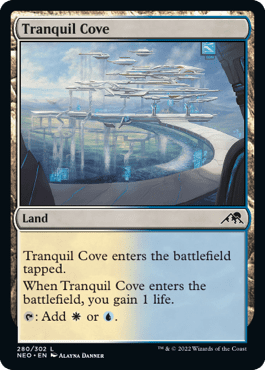 Tranquil Cove
Land
Tranquil Cove enters the battlefield
tapped.
When Tranquil Cove enters the
battlefield, you gain 1 life.
: Add or .
280/302 L
NEO • EN Alayna Danner
™ & © 2022 Wizards of the Coast